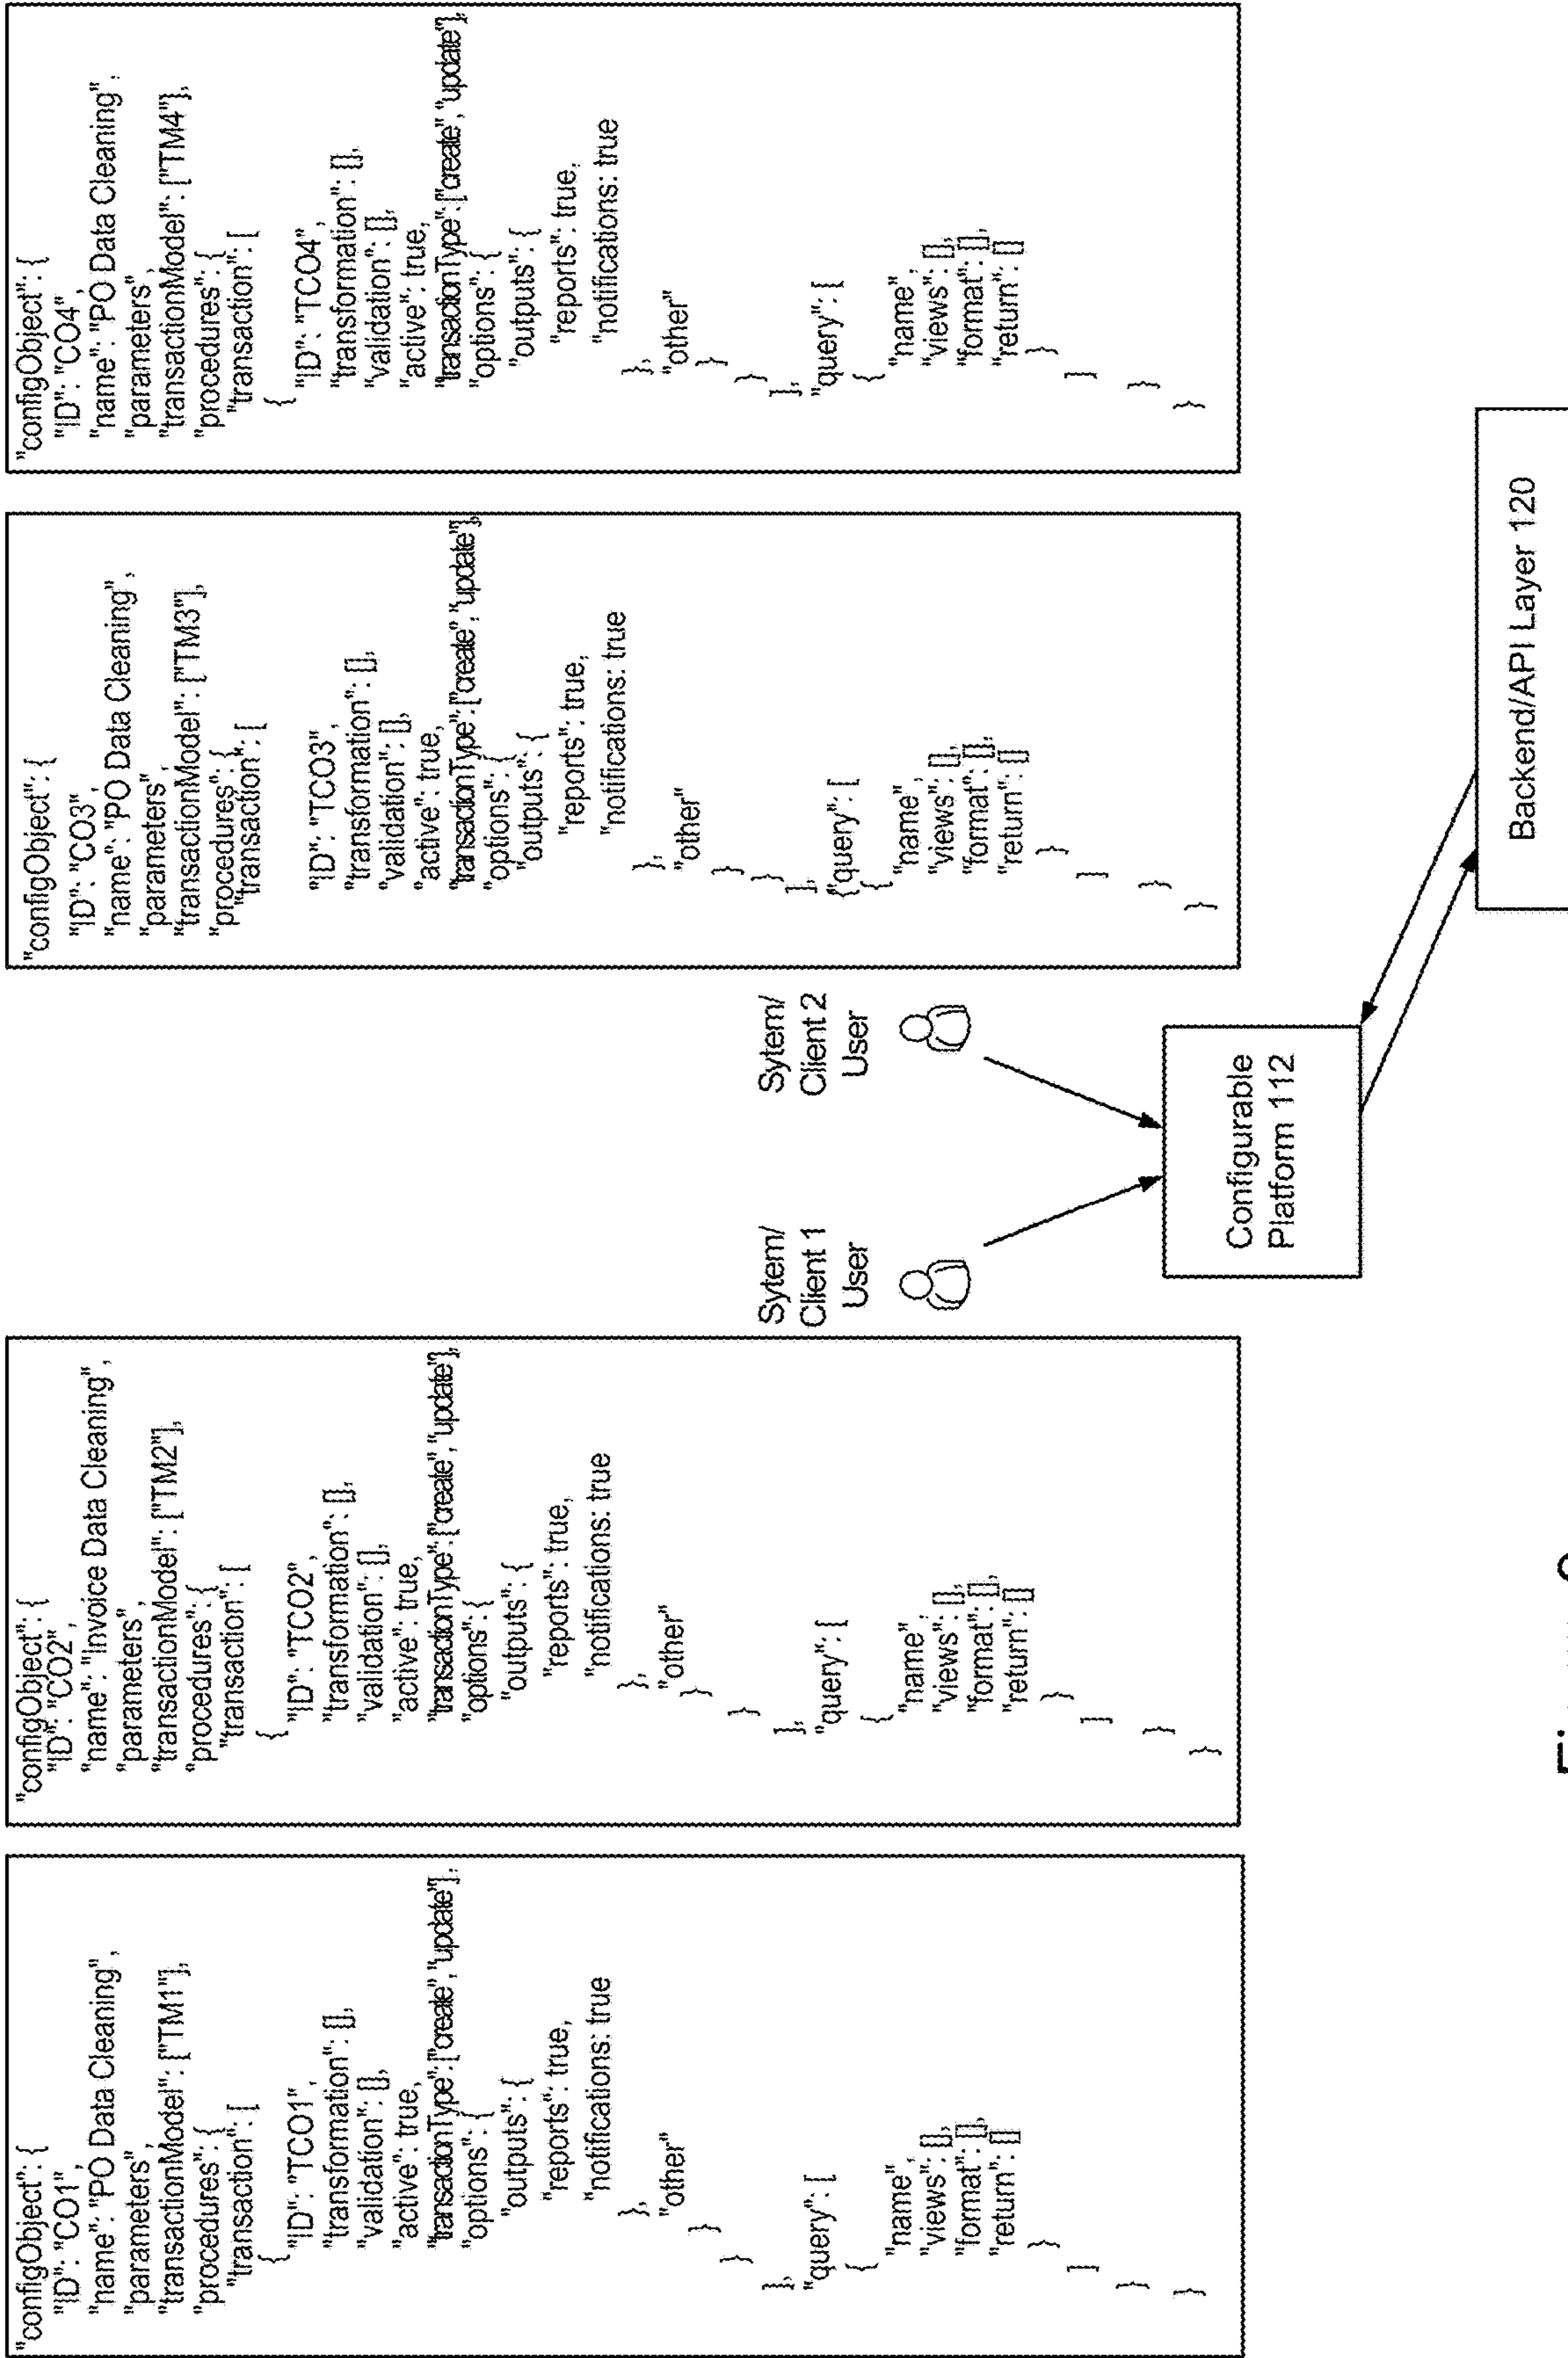 "configObject": {
"ID": "CO1",
"name": "PO Data Cleaning",
"parameters",
"transactionModel": ["TM1"],
"procedures": {
"transaction": [
{
"ID": "TCO1",
"transformation": [],
"validation": [],
"active": true,
"transactionType": ["create", "update"],
"options": {
"outputs": {
"reports": true,
"notifications: true
},
"other"
}
}
],
"query": [
{
"name",
"views": [],
"format": [],
"return": []
}
]
}
}
"configObject": {
"ID": "CO2",
"name": "Invoice Data Cleaning",
"parameters",
"transactionModel": ["TM2"],
"procedures": {
"transaction": [
{
"ID": "TCO2",
"transformation": [],
"validation": [],
"active": true,
"transactionType": ["create", "update"],
"options": {
"outputs": {
"reports": true,
"notifications: true
},
"other"
}
}
],
"query": [
{
"name",
"views": [],
"format": [],
"return": []
}
]
}
}
Sytem/
Client 1
User
Sytem/
Client 2
User
Configurable
Platform 112
Backend/API Layer 120
"configObject": {
"ID": "CO3",
"name": "PO Data Cleaning",
"parameters",
"transactionModel": ["TM3"],
"procedures": {
"transaction": [
"ID": "TCO3",
"transformation": [],
"validation": [],
"active": true,
"transactionType": ["create", "update"],
"options": {
"outputs": {
"reports": true,
"notifications: true
},
"other"
}
}
],
{"query": [
{
"name",
"views": [],
"format": [],
"return": []
}
]
}
}
"configObject": {
"ID": "CO4",
"name": "PO Data Cleaning",
"parameters",
"transactionModel": ["TM4"],
"procedures": {
"transaction": [
{
"ID": "TCO4",
"transformation": [],
"validation": [],
"active": true,
"transactionType": ["create", "update"],
"options": {
"outputs": {
"reports": true,
"notifications: true
},
"other"
}
}
],
"query": [
{
"name",
"views": [],
"format": [],
"return": []
}
]
}
}